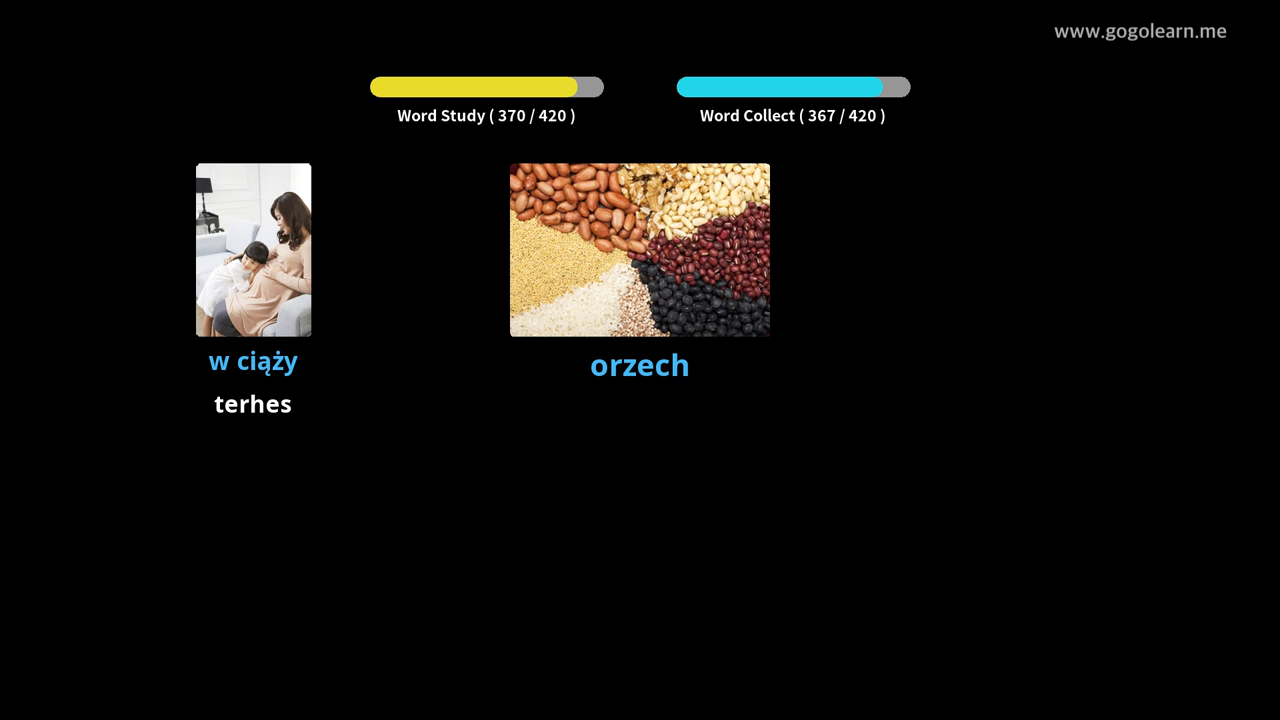 www.gogolearn.me
Word Study ( 370 / 420 )
Word Collect ( 367 / 420 )
w ciąży
terhes
orzech